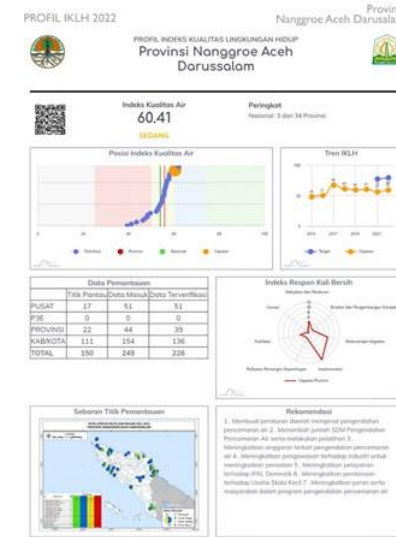 PROFIL IKLH 2022
Provin
Nanggroe Aceh Darusala
PROFIL INDEKS KUALITAS LINGKUNGAN HIDUP
Provinsi Nanggroe Aceh
Darussalam
Indeks Kualitas Air
60.41
SEDANG
Peringkat
Nasional : 3 dari 34 Provinsi
Posisi Indeks Kualitas Air
Tren IKLH
Data Pemantauan
Titik Pantau Data Masuk Data Terverifikasi
PUSAT 17 51 51
P3E 0 0 0
PROVINSI 22 44 39
KAB/KOTA 111 154 136
TOTAL 150 249 226
Indeks Respon Kali Bersih
Sebaran Titik Pemantauan
Rekomendasi
1. Membuat peraturan daerah mengenai pengendalian
pencemaran air 2. Menambah jumlah SDM Pengendalian
Pencemaran Air serta melakukan pelatihan 3.
Meningkatkan anggaran terkait pengendalian pencemaran
air 4. Meningkatkan pengawasan terhadap industri untuk
meningkatkan penaatan 5. Meningkatkan pelayanan
terhadap IPAL Domestik 6. Meningkatkan pembinaan
terhadap Usaha Skala Kecil 7. Meningkatkan peran serta
masyarakat dalam program pengendalian pencemaran air